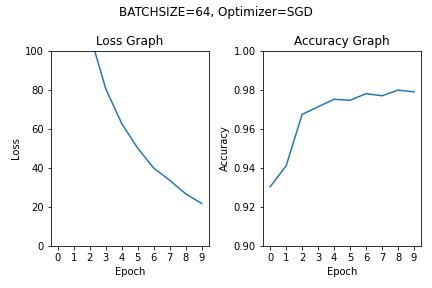 BATCHSIZE=64, Optimizer=SGD
Loss Graph
100
80
60
40
20
0
Loss
0 1 2 3 4 5 6 7 8 9
Epoch
Accuracy Graph
1.00
0.98
0.96
0.94
0.92
0.90
Accuracy
0 1 2 3 4 5 6 7 8 9
Epoch